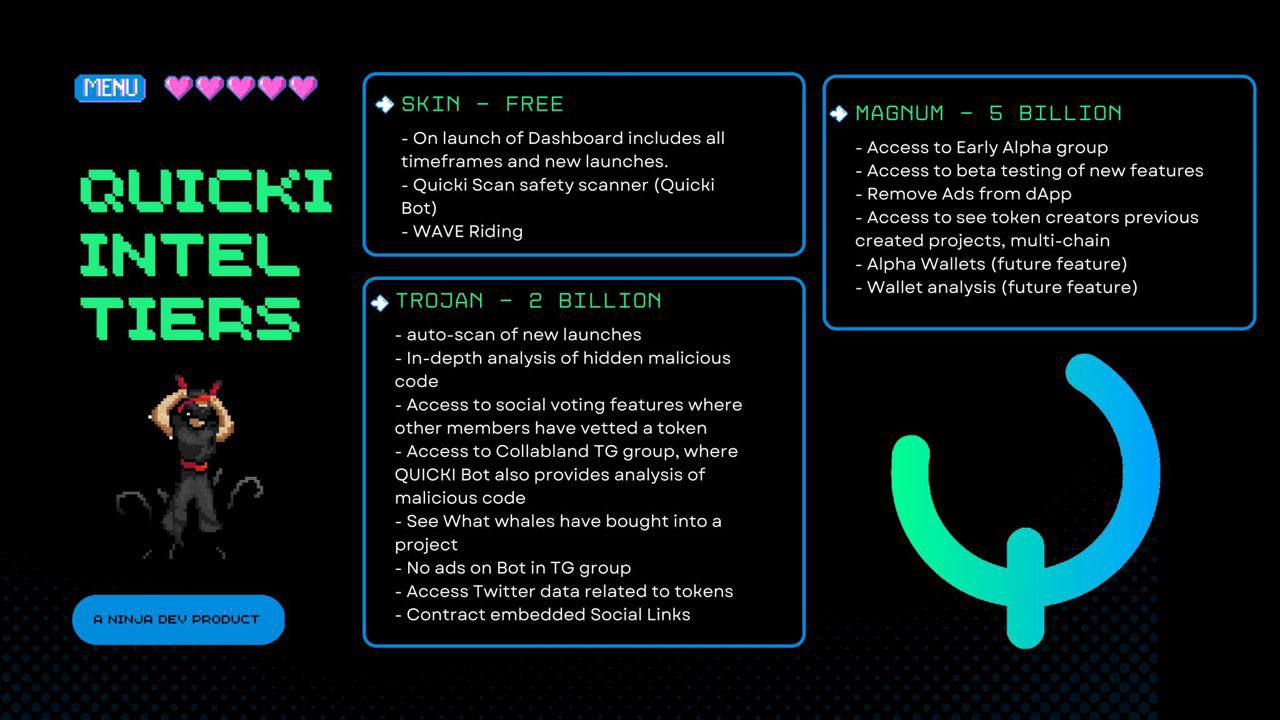 MENU
QUICKI
INTEL
TIERS
A NINJA DEV PRODUCT
SKIN - FREE
- On launch of Dashboard includes all
timeframes and new launches.
- Quicki Scan safety scanner (Quicki
Bot)
- WAVE Riding
TROJAN - 2 BILLION
- auto-scan of new launches
- In-depth analysis of hidden malicious
code
- Access to social voting features where
other members have vetted a token
- Access to Collabland TG group, where
QUICKI Bot also provides analysis of
malicious code
- See What whales have bought into a
project
- No ads on Bot in TG group
- Access Twitter data related to tokens
- Contract embedded Social Links
MAGNUM - 5 BILLION
- Access to Early Alpha group
- Access to beta testing of new features
- Remove Ads from dApp
- Access to see token creators previous
created projects, multi-chain
- Alpha Wallets (future feature)
- Wallet analysis (future feature)